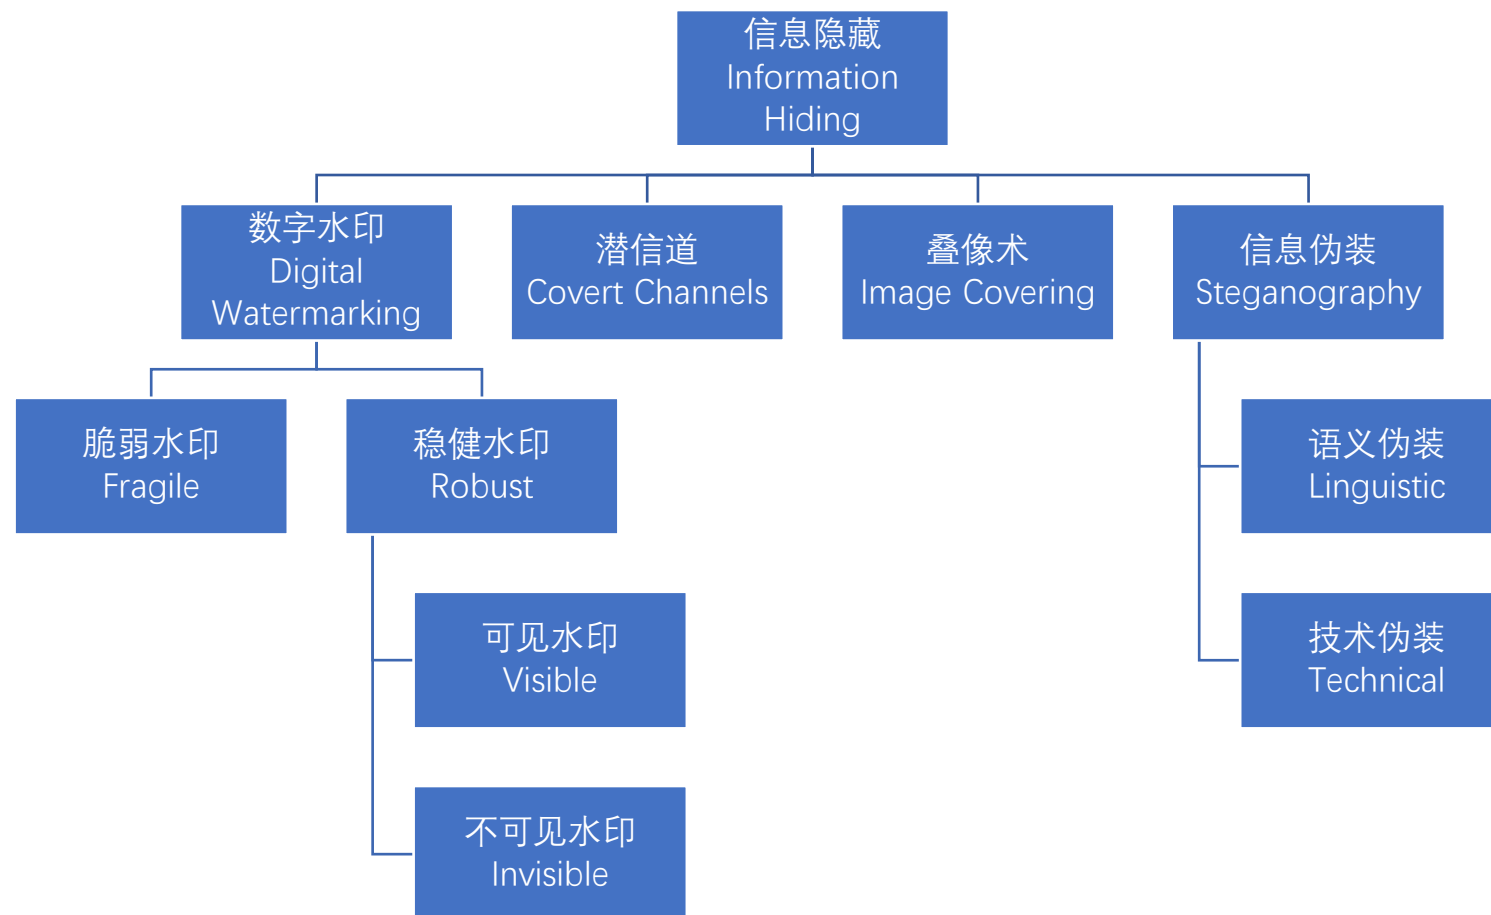 信息隐藏
Information
Hiding
数字水印
Digital
Watermarking
潜信道
Covert Channels
叠像术
Image Covering
信息伪装
Steganography
脆弱水印
Fragile
稳健水印
Robust
语义伪装
Linguistic
可见水印
Visible
技术伪装
Technical
不可见水印
Invisible